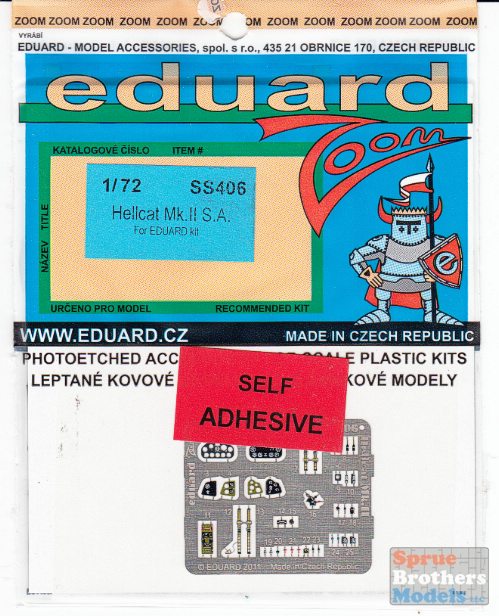 ZOOM ZOOM ZOOM ZOOM ZOOM ZOOM ZOOM ZOOM ZOOM ZOOM ZOOM ZOOM
VYRÁBÍ
EDUARD - MODEL ACCESSORIES, spol. s r.o., 435 21 OBRNICE 170, CZECH REPUBLIC
eduard
Zoom
KATALOGOVÉ ČÍSLO ITEM #
1/72 SS406
Hellcat Mk.II S.A.
For EDUARD kit
NÁZEV TITLE
URČENO PRO MODEL RECOMMENDED KIT
e
WWW.EDUARD.CZ MADE IN CZECH REPUBLIC
PHOTOETCHED ACC SCALE PLASTIC KITS
LEPTANÉ KOVOVÉ KOVÉ MODELY
SELF
ADHESIVE
eduard
© EDUARD 2011 Made in Czech Republic
Sprue
Brothers
Models LLC